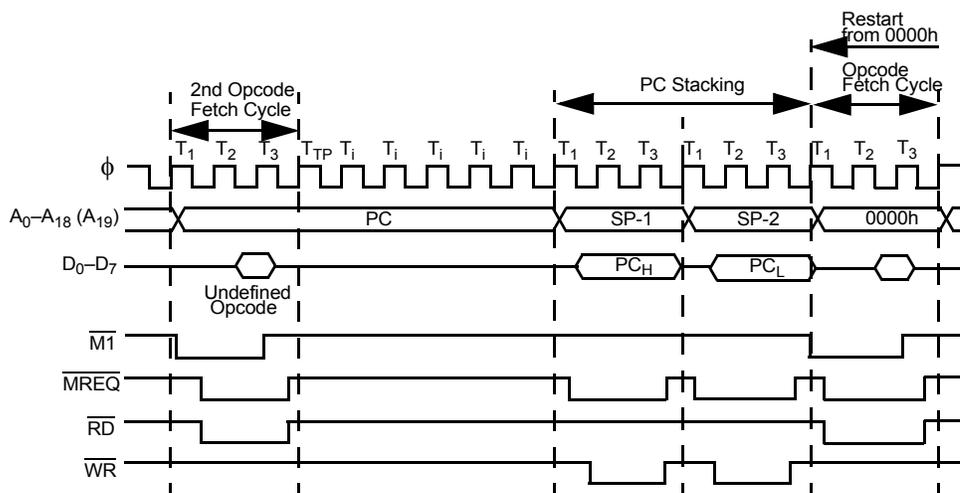 Restart
from 0000h
2nd Opcode
Fetch Cycle
PC Stacking
Opcode
Fetch Cycle
T1 T2 T3 TTP Ti Ti Ti Ti Ti T1 T2 T3 T1 T2 T3 T1 T2 T3
ϕ
A0–A18 (A19) PC SP-1 SP-2 0000h
D0–D7 PCH PCL
Undefined
Opcode
M1
MREQ
RD
WR